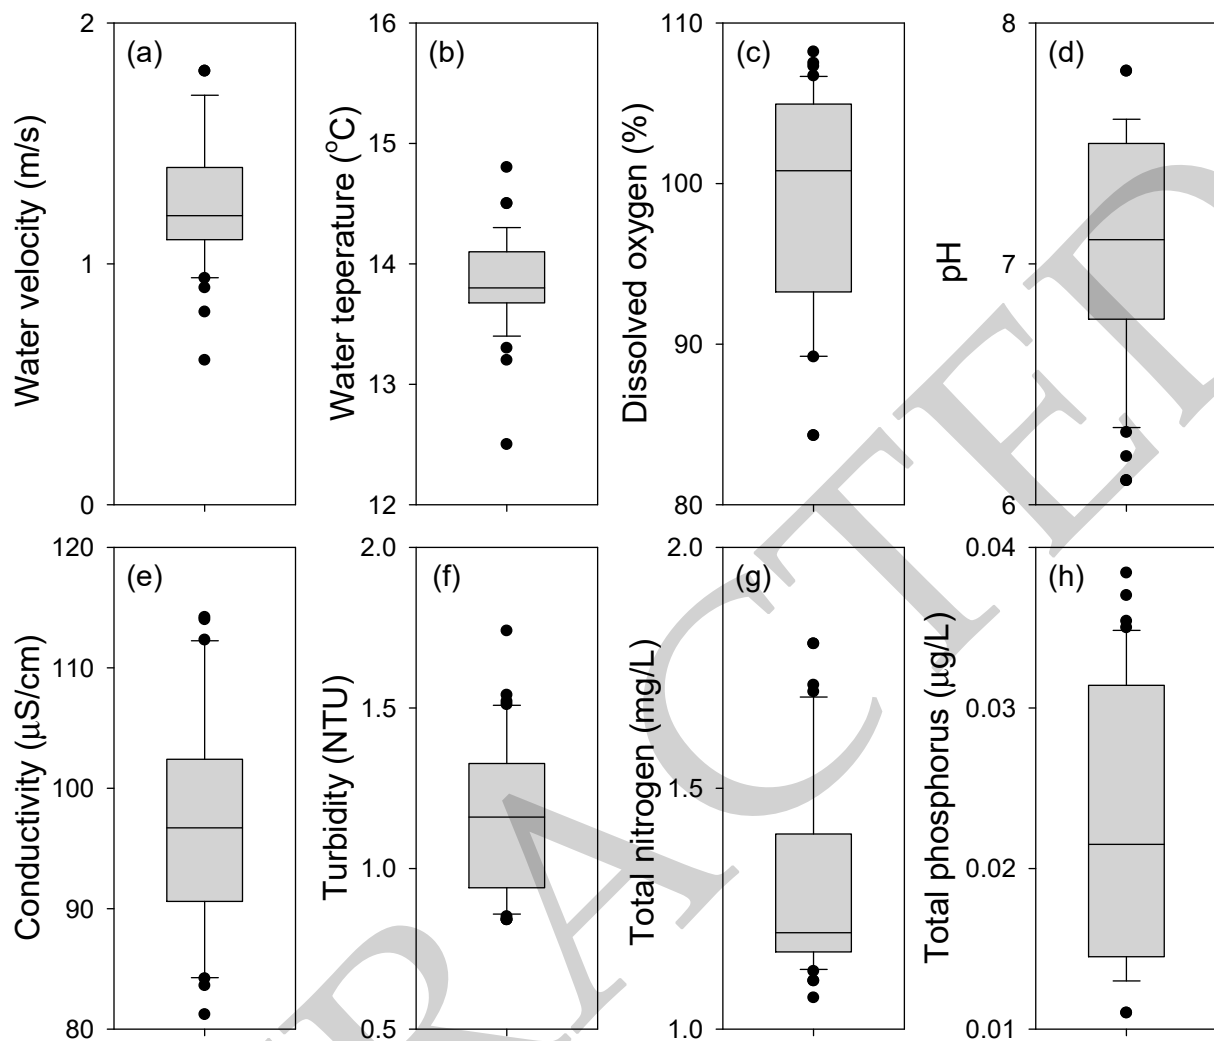 (a)
Water velocity (m/s)
2
1
0
(b)
Water teperature (°C)
16
15
14
13
12
(c)
Dissolved oxygen (%)
110
100
90
80
(d)
pH
8
7
6
(e)
Conductivity (µS/cm)
120
110
100
90
80
(f)
Turbidity (NTU)
2.0
1.5
1.0
0.5
(g)
Total nitrogen (mg/L)
2.0
1.5
1.0
(h)
Total phosphorus (µg/L)
0.04
0.03
0.02
0.01
RACTED